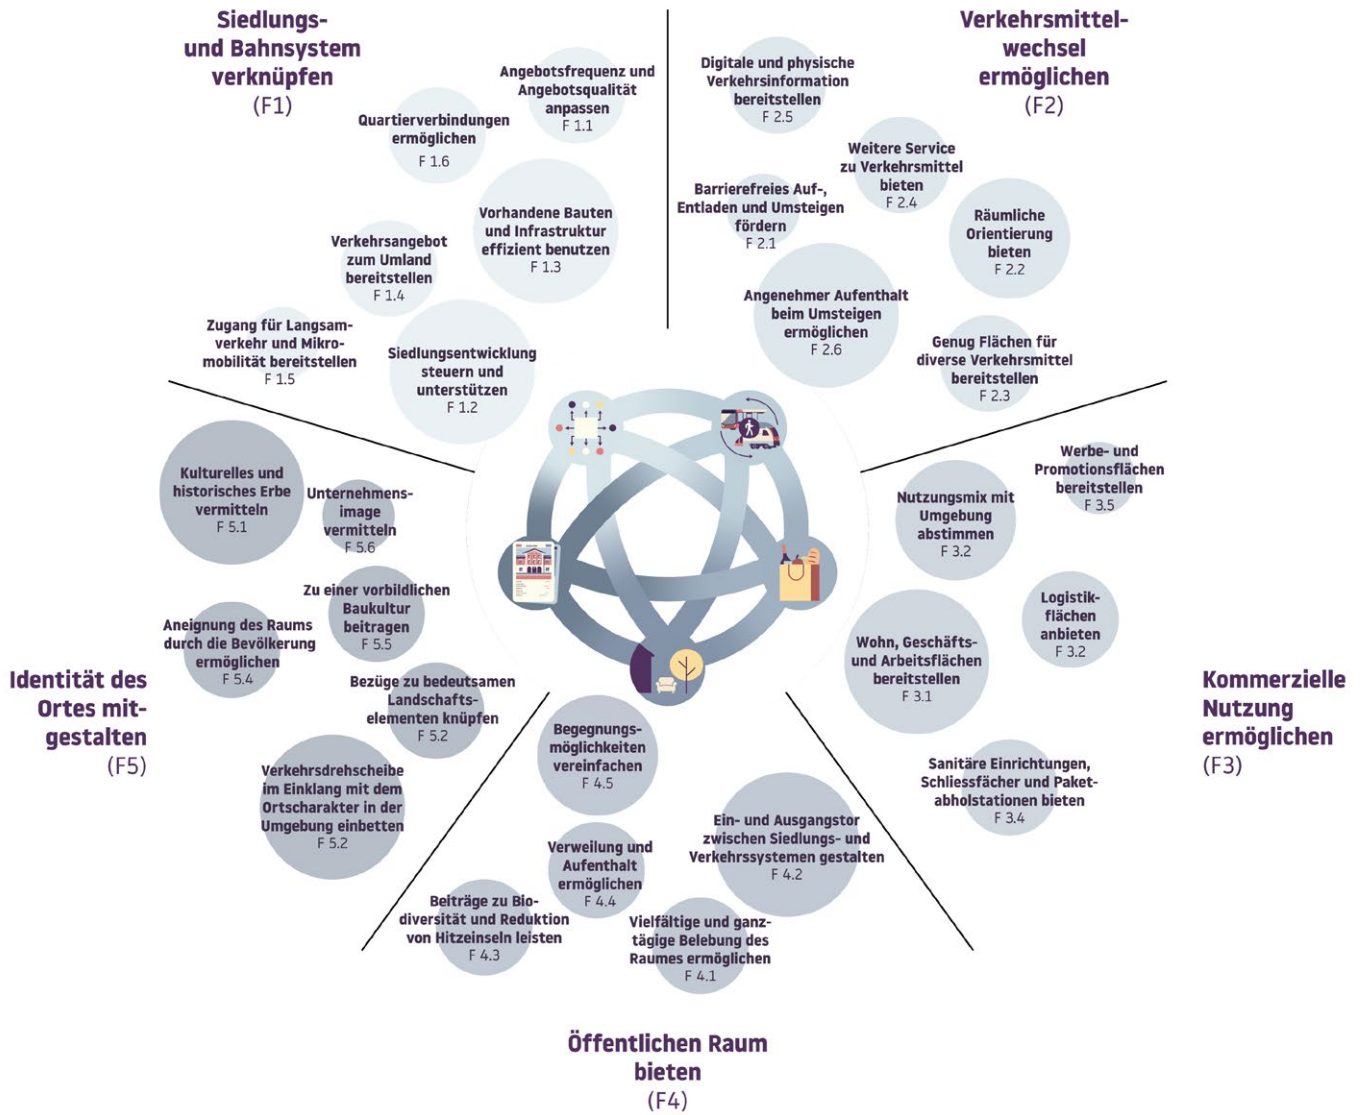 Siedlungs-
und Bahnsystem
verknüpfen
(F1)
Angebotsfrequenz und
Angebotsqualität
anpassen
F 1.1
Quartierverbindungen
ermöglichen
F 1.6
Vorhandene Bauten
und Infrastruktur
effizient benutzen
F 1.3
Verkehrsangebot
zum Umland
bereitstellen
F 1.4
Zugang für Langsam-
verkehr und Mikro-
mobilität bereitstellen
F 1.5
Siedlungsentwicklung
steuern und
unterstützen
F 1.2
Verkehrsmittel-
wechsel
ermöglichen
(F2)
Digitale und physische
Verkehrsinformation
bereitstellen
F 2.5
Weitere Service
zu Verkehrsmittel
bieten
F 2.4
Barrierefreies Auf-,
Entladen und Umsteigen
fördern
F 2.1
Räumliche
Orientierung
bieten
F 2.2
Angenehmer Aufenthalt
beim Umsteigen
ermöglichen
F 2.6
Genug Flächen für
diverse Verkehrsmittel
bereitstellen
F 2.3
Werbe- und
Promotionsflächen
bereitstellen
F 3.5
Nutzungsmix mit
Umgebung
abstimmen
F 3.2
Logistik-
flächen
anbieten
F 3.2
Wohn, Geschäfts-
und Arbeitsflächen
bereitstellen
F 3.1
Kommerzielle
Nutzung
ermöglichen
(F3)
Sanitäre Einrichtungen,
Schliessfächer und Paket-
abholstationen bieten
F 3.4
Begegnungs-
möglichkeiten
vereinfachen
F 4.5
Ein- und Ausgangstor
zwischen Siedlungs- und
Verkehrssystemen gestalten
F 4.2
Verweilung und
Aufenthalt
ermöglichen
F 4.4
Beiträge zu Bio-
diversität und Reduktion
von Hitzeinseln leisten
F 4.3
Vielfältige und ganz-
tägige Belebung des
Raumes ermöglichen
F 4.1
Öffentlichen Raum
bieten
(F4)
Kulturelles und
historisches Erbe
vermitteln
F 5.1
Unternehmens-
image
vermitteln
F 5.6
Zu einer vorbildlichen
Baukultur
beitragen
F 5.5
Aneignung des Raums
durch die Bevölkerung
ermöglichen
F 5.4
Bezüge zu bedeutsamen
Landschafts-
elementen knüpfen
F 5.2
Identität des
Ortes mit-
gestalten
(F5)
Verkehrsdrehscheibe
im Einklang mit dem
Ortscharakter in der
Umgebung einbetten
F 5.2